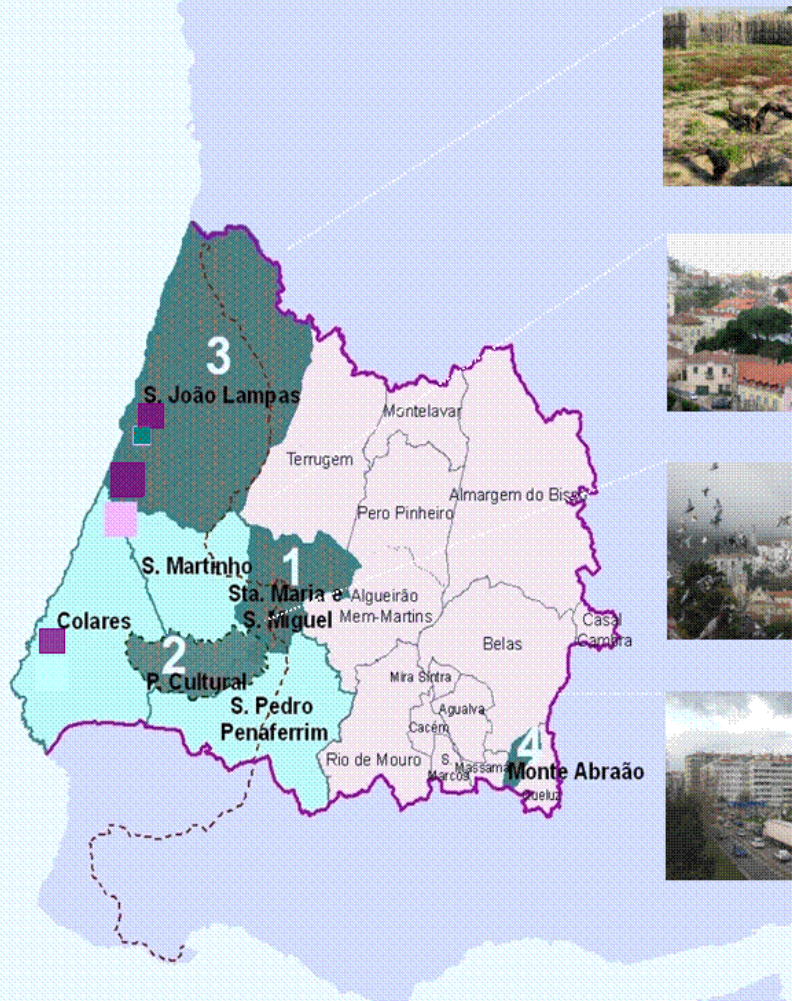 3
S. João Lampas
Montelavar
Terrugem
Almargem do Bisso
Pero Pinheiro
1
S. Martinho
Sta. Maria e
S. Miguel
Algueirão
Mem-Martins
Colares
Casal
Cambra
2
P. Cultural
Belas
Mira Sintra
S. Pedro
Penaferrim
Agualva
Cacém
4
Rio de Mouro
S.
Marcos
Massamá
Monte Abraão
Queluz